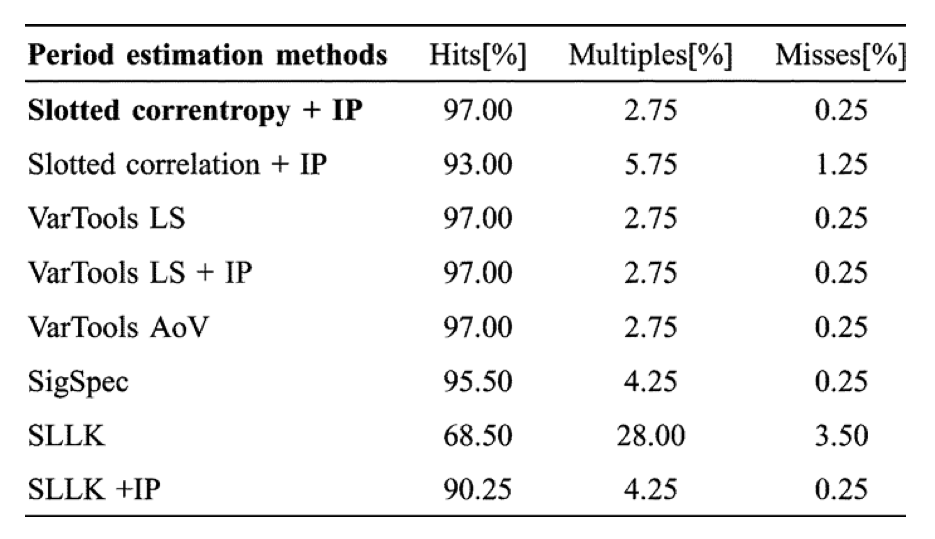 Period estimation methods Hits[%] Multiples[%] Misses[%]
Slotted correntropy + IP 97.00 2.75 0.25
Slotted correlation + IP 93.00 5.75 1.25
VarTools LS 97.00 2.75 0.25
VarTools LS + IP 97.00 2.75 0.25
VarTools AoV 97.00 2.75 0.25
SigSpec 95.50 4.25 0.25
SLLK 68.50 28.00 3.50
SLLK +IP 90.25 4.25 0.25